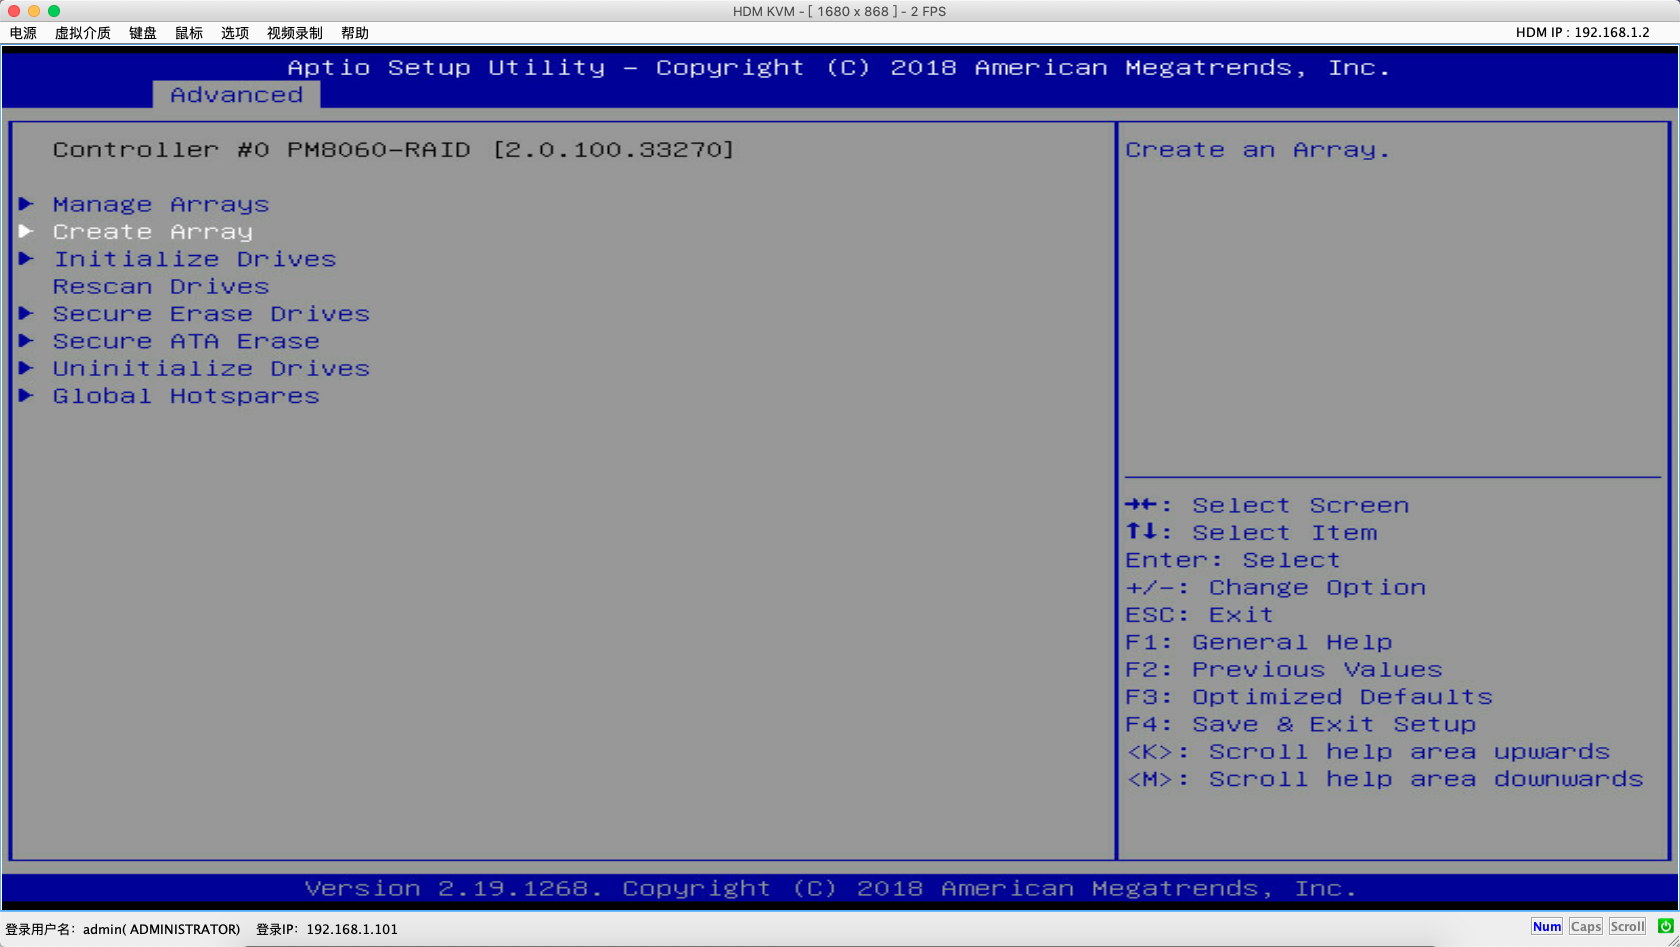 HDM KVM - [ 1680 x 868 ] - 2 FPS
电源 虚拟介质 键盘 鼠标 选项 视频录制 帮助 HDM IP : 192.168.1.2
Aptio Setup Utility – Copyright (C) 2018 American Megatrends, Inc.
Advanced
Controller #0 PM8060-RAID [2.0.100.33270]
Manage Arrays
Create Array
Initialize Drives
Rescan Drives
Secure Erase Drives
Secure ATA Erase
Uninitialize Drives
Global Hotspares
Create an Array.
→←: Select Screen
↑↓: Select Item
Enter: Select
+/-: Change Option
ESC: Exit
F1: General Help
F2: Previous Values
F3: Optimized Defaults
F4: Save & Exit Setup
<K>: Scroll help area upwards
<M>: Scroll help area downwards
Version 2.19.1268. Copyright (C) 2018 American Megatrends, Inc.
登录用户名: admin( ADMINISTRATOR) 登录IP: 192.168.1.101 Num Caps Scroll